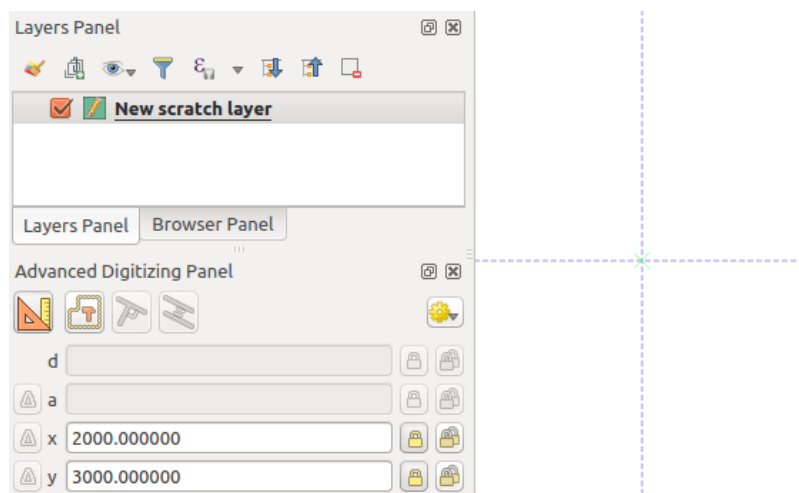 Layers Panel
New scratch layer
Layers Panel Browser Panel
Advanced Digitizing Panel
d
a
x 2000.000000
y 3000.000000